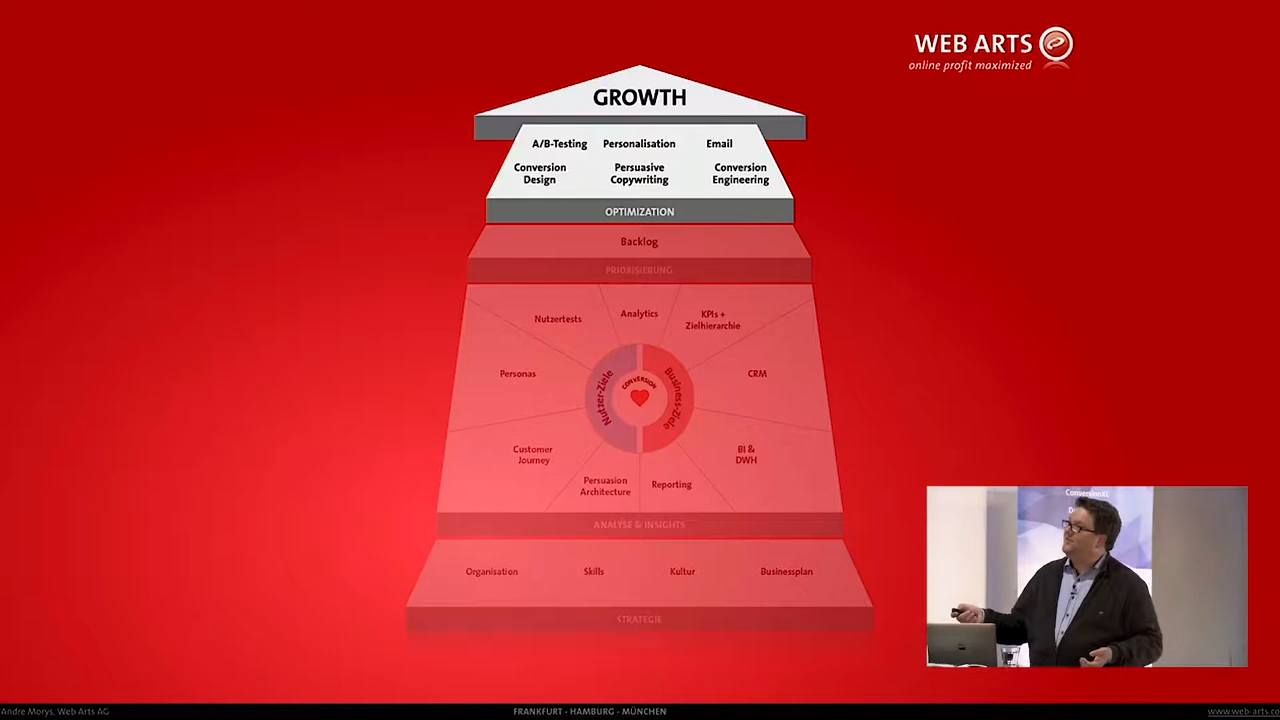 WEB ARTS
online profit maximized
GROWTH
A/B-Testing Personalisation Email
Conversion Design
Persuasive Copywriting
Conversion Engineering
OPTIMIZATION
Backlog
PRIORISIERUNG
Nutzertests
Analytics
KPIs +
Zielhierarchie
Personas
Nutzer-Ziele
CONVERSION
Business-Ziele
CRM
Customer
Journey
BI &
DWH
Persuasion
Architecture
Reporting
ANALYSE & INSIGHTS
Organisation Skills Kultur Businessplan
STRATEGIE
ConversionXL
Andre Morys, Web Arts AG
FRANKFURT - HAMBURG - MÜNCHEN
www.web-arts.co